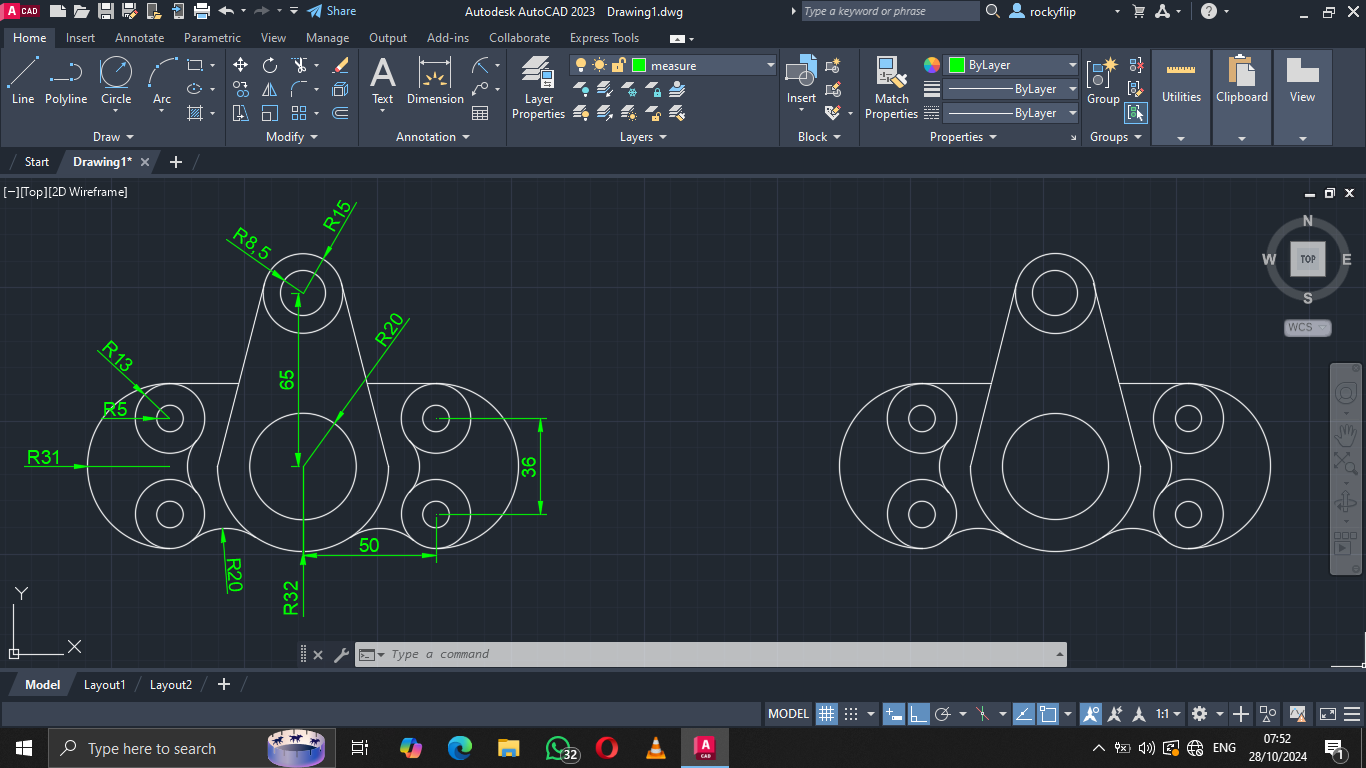 A CAD
Share
Autodesk AutoCAD 2023 Drawing1.dwg
Type a keyword or phrase
rockyflip
Home Insert Annotate Parametric View Manage Output Add-ins Collaborate Express Tools
Line Polyline Circle Arc
Draw
Modify
A
Text Dimension
Annotation
Layer Properties
measure
Layers
Insert
Block
Match Properties
ByLayer
ByLayer
ByLayer
Properties
Group
Groups
Utilities
Clipboard
View
Start Drawing1*
[−][Top][2D Wireframe]
R15
R8,5
R20
R13
65
R5
R31
36
50
R20
R32
N
W TOP E
S
WCS
Y
X
Type a command
Model Layout1 Layout2
MODEL
1:1
Type here to search
32
A CAD
ENG
07:52
28/10/2024
1